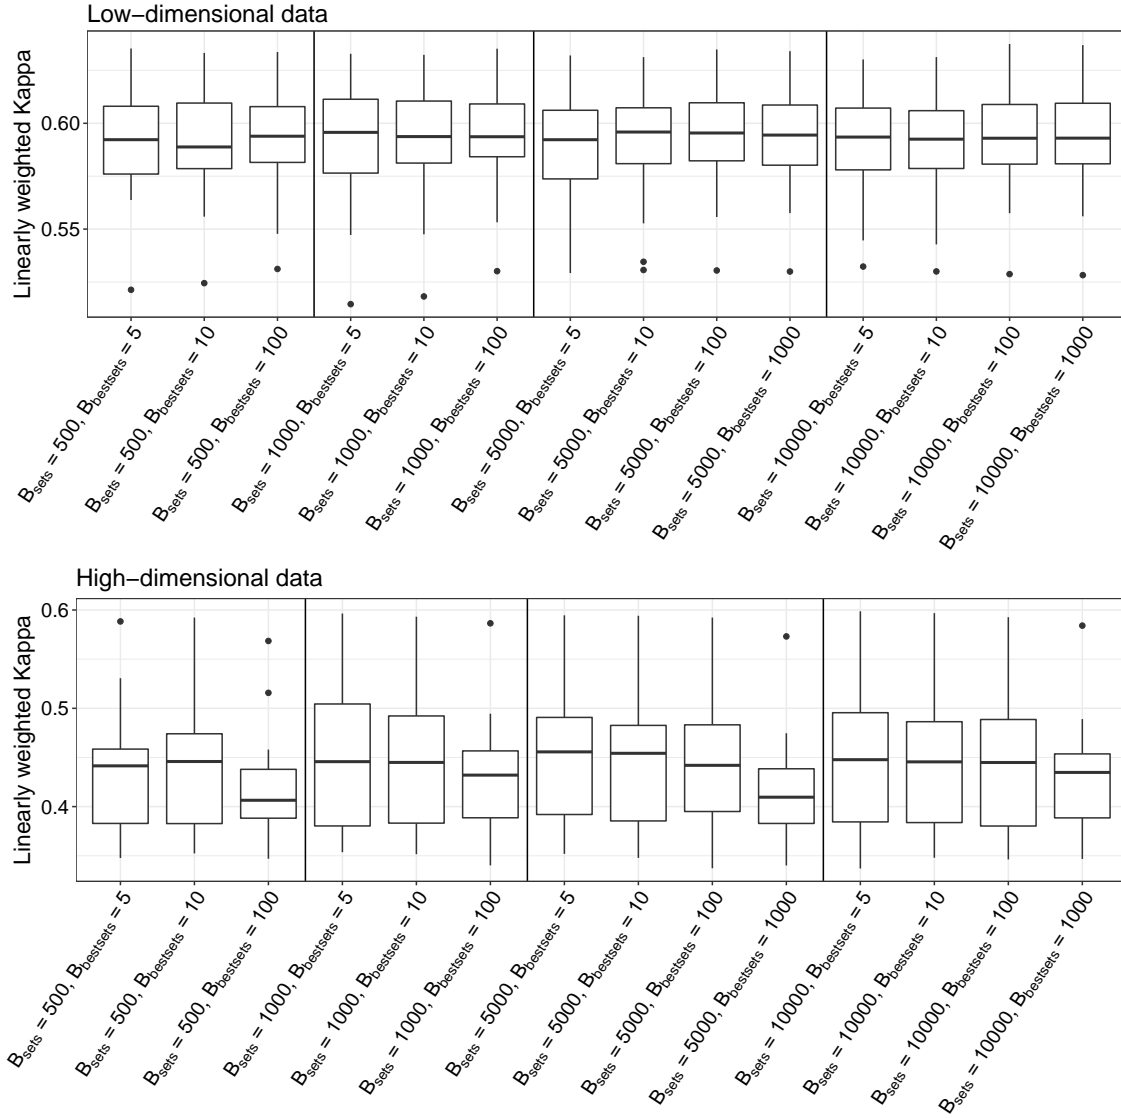 Low−dimensional data
Linearly weighted Kappa
0.60
0.55
B_sets = 500, B_bestsets = 5
B_sets = 500, B_bestsets = 10
B_sets = 500, B_bestsets = 100
B_sets = 1000, B_bestsets = 5
B_sets = 1000, B_bestsets = 10
B_sets = 1000, B_bestsets = 100
B_sets = 5000, B_bestsets = 5
B_sets = 5000, B_bestsets = 10
B_sets = 5000, B_bestsets = 100
B_sets = 5000, B_bestsets = 1000
B_sets = 10000, B_bestsets = 5
B_sets = 10000, B_bestsets = 10
B_sets = 10000, B_bestsets = 100
B_sets = 10000, B_bestsets = 1000
High−dimensional data
Linearly weighted Kappa
0.6
0.5
0.4
B_sets = 500, B_bestsets = 5
B_sets = 500, B_bestsets = 10
B_sets = 500, B_bestsets = 100
B_sets = 1000, B_bestsets = 5
B_sets = 1000, B_bestsets = 10
B_sets = 1000, B_bestsets = 100
B_sets = 5000, B_bestsets = 5
B_sets = 5000, B_bestsets = 10
B_sets = 5000, B_bestsets = 100
B_sets = 5000, B_bestsets = 1000
B_sets = 10000, B_bestsets = 5
B_sets = 10000, B_bestsets = 10
B_sets = 10000, B_bestsets = 100
B_sets = 10000, B_bestsets = 1000